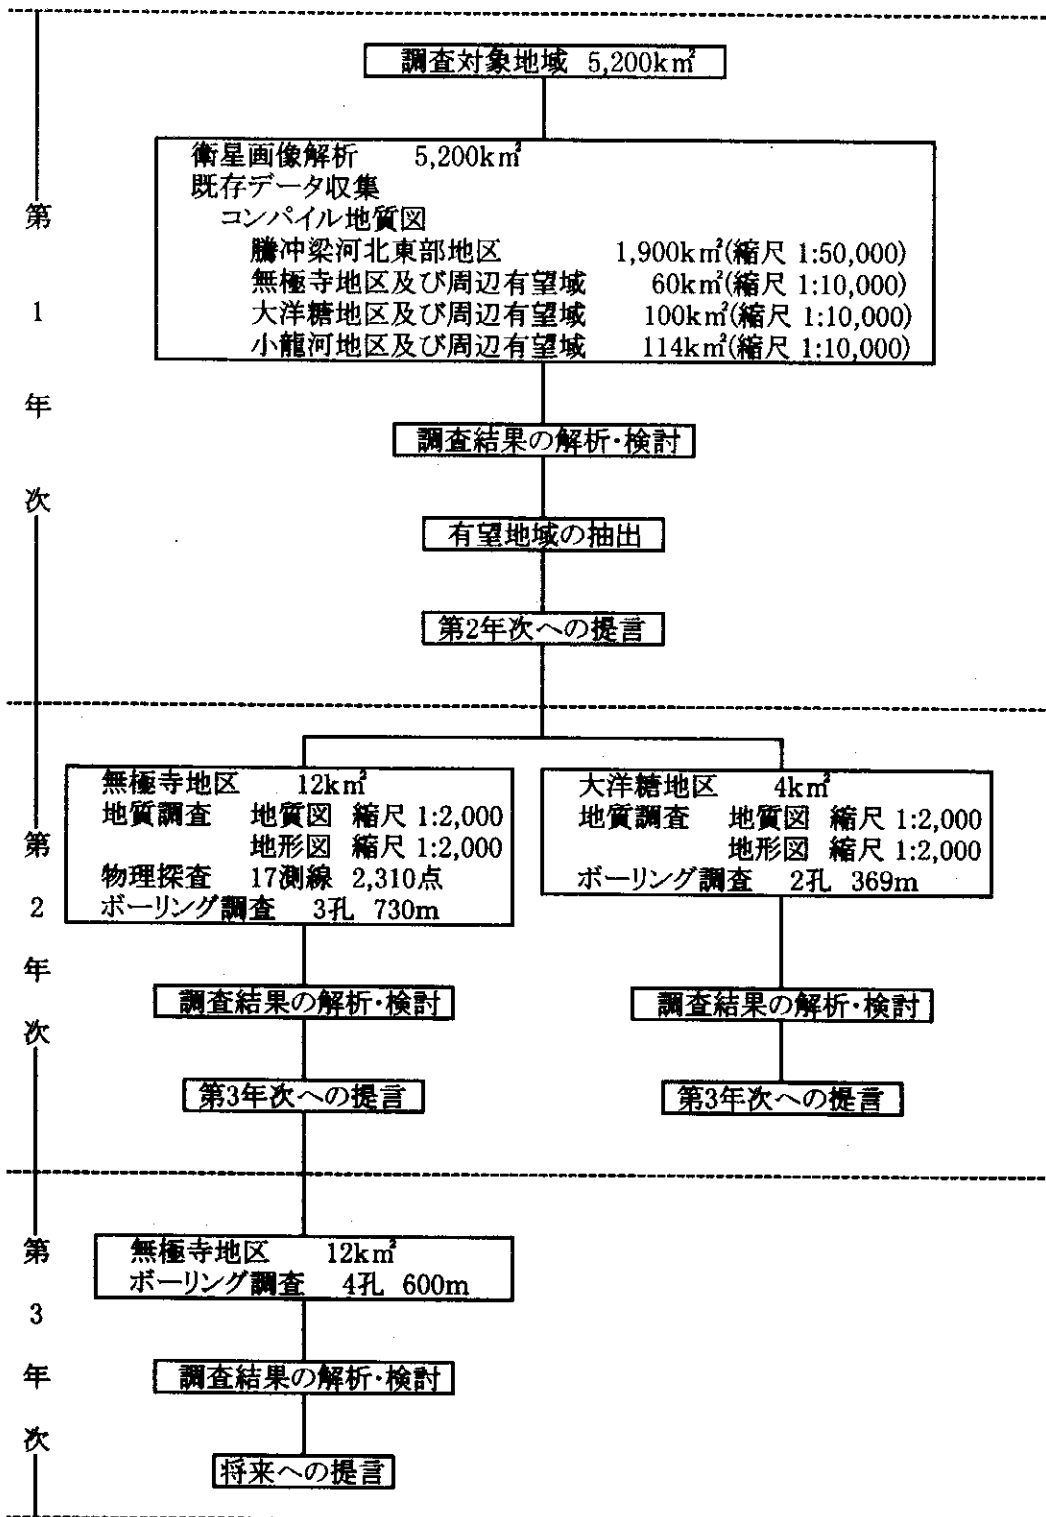 調査対象地域 5,200km²
衛星画像解析 5,200km²
既存データ収集
コンパイル地質図
騰冲梁河北東部地区 1,900km²(縮尺 1:50,000)
無極寺地区及び周辺有望域 60km²(縮尺 1:10,000)
大洋糖地区及び周辺有望域 100km²(縮尺 1:10,000)
小龍河地区及び周辺有望域 114km²(縮尺 1:10,000)
調査結果の解析・検討
有望地域の抽出
第2年次への提言
第
1
年
次
無極寺地区 12km²
地質調査 地質図 縮尺 1:2,000
地形図 縮尺 1:2,000
物理探査 17測線 2,310点
ボーリング調査 3孔 730m
調査結果の解析・検討
第3年次への提言
大洋糖地区 4km²
地質調査 地質図 縮尺 1:2,000
地形図 縮尺 1:2,000
ボーリング調査 2孔 369m
調査結果の解析・検討
第3年次への提言
第
2
年
次
無極寺地区 12km²
ボーリング調査 4孔 600m
調査結果の解析・検討
将来への提言
第
3
年
次